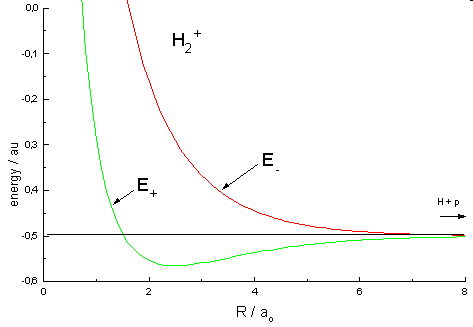 0,0
-0,1
-0,2
-0,3
0,4
-0,5
-0,6
energy / au
H₂⁺
E₊
E₋
H + p
0
2
4
6
8
R / a₀